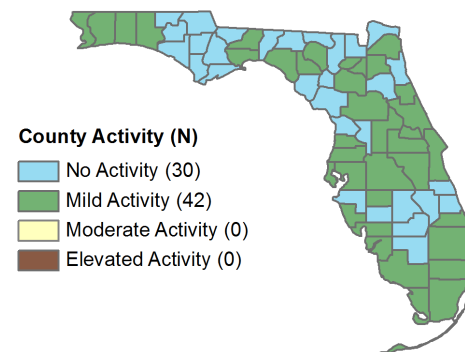 County Activity (N)
No Activity (30)
Mild Activity (42)
Moderate Activity (0)
Elevated Activity (0)